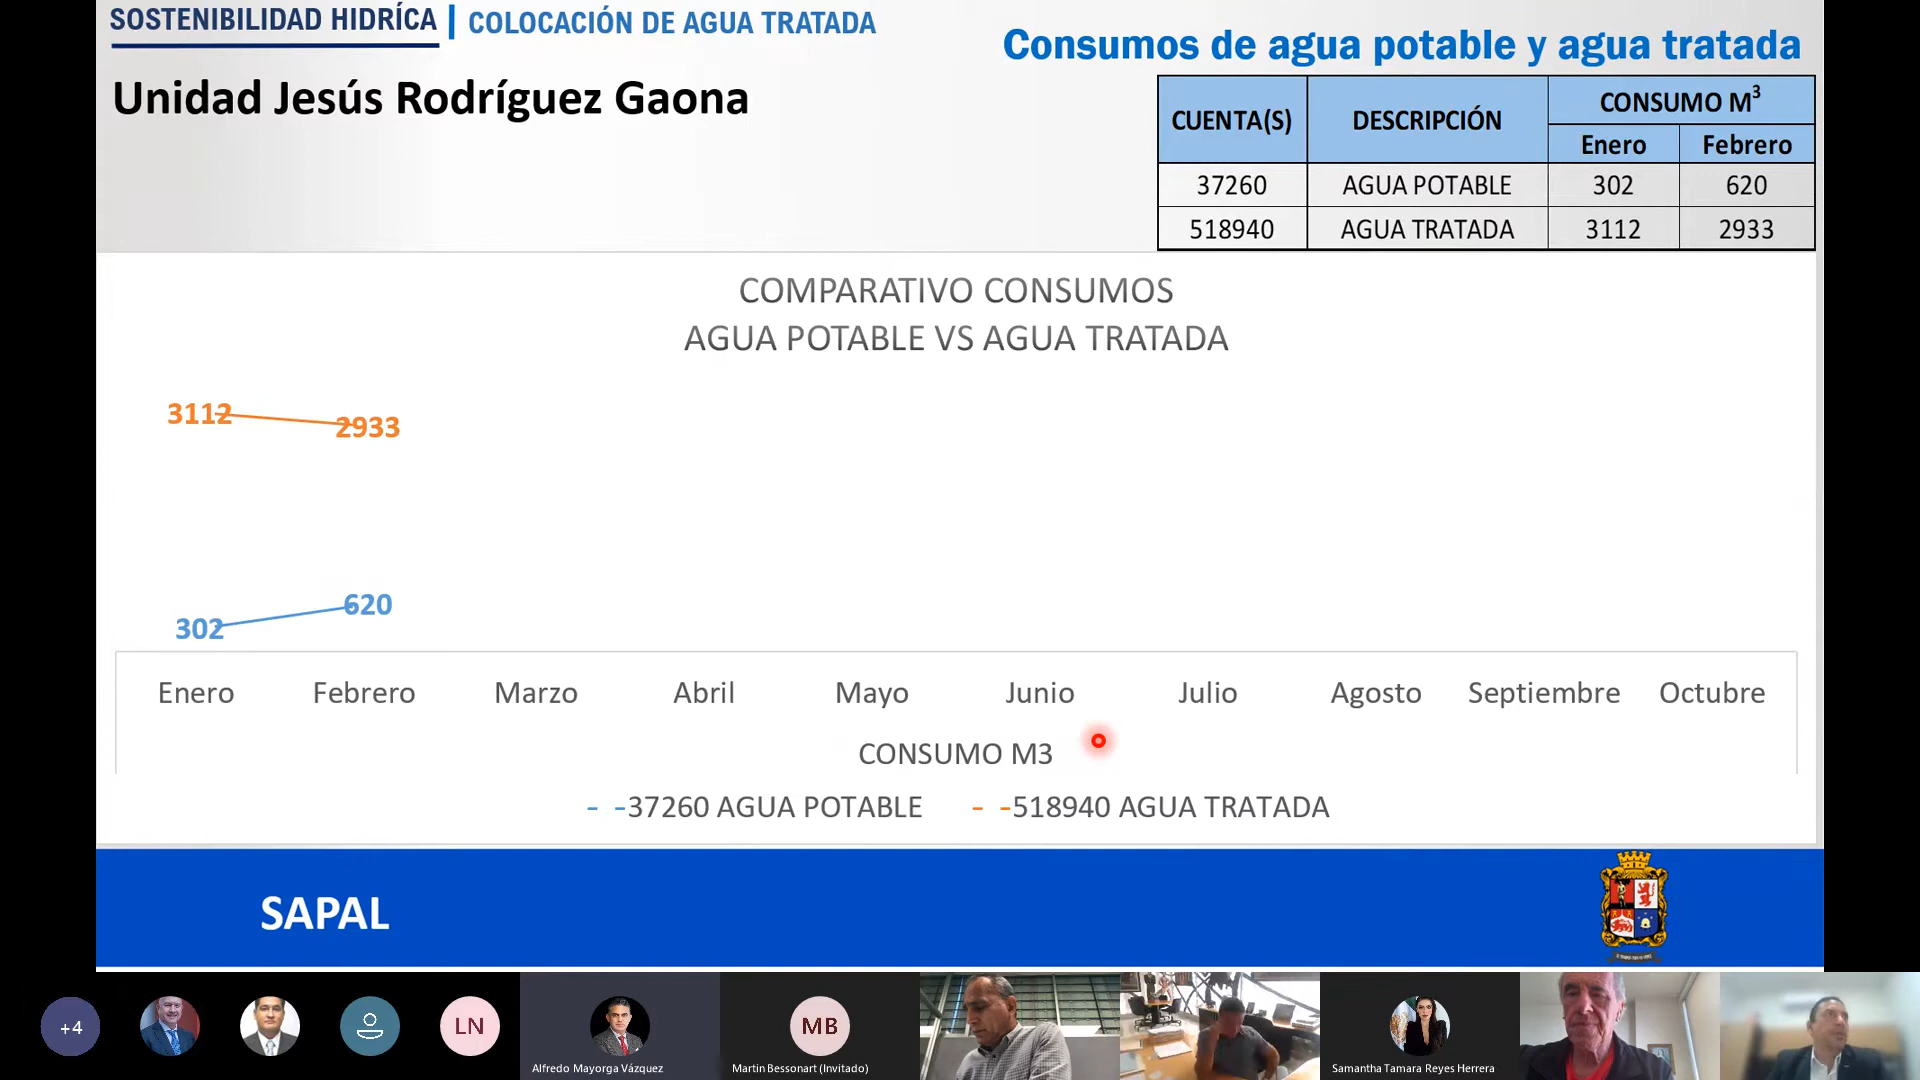 SOSTENIBILIDAD HIDRÍCA | COLOCACIÓN DE AGUA TRATADA
Consumos de agua potable y agua tratada
Unidad Jesús Rodríguez Gaona
CUENTA(S) DESCRIPCIÓN CONSUMO M³
Enero Febrero
37260 AGUA POTABLE 302 620
518940 AGUA TRATADA 3112 2933
COMPARATIVO CONSUMOS
AGUA POTABLE VS AGUA TRATADA
3112 2933
302 620
Enero Febrero Marzo Abril Mayo Junio Julio Agosto Septiembre Octubre
CONSUMO M3
37260 AGUA POTABLE 518940 AGUA TRATADA
SAPAL
+4 LN MB
Alfredo Mayorga Vázquez Martin Bessonart (Invitado) Samantha Tamara Reyes Herrera